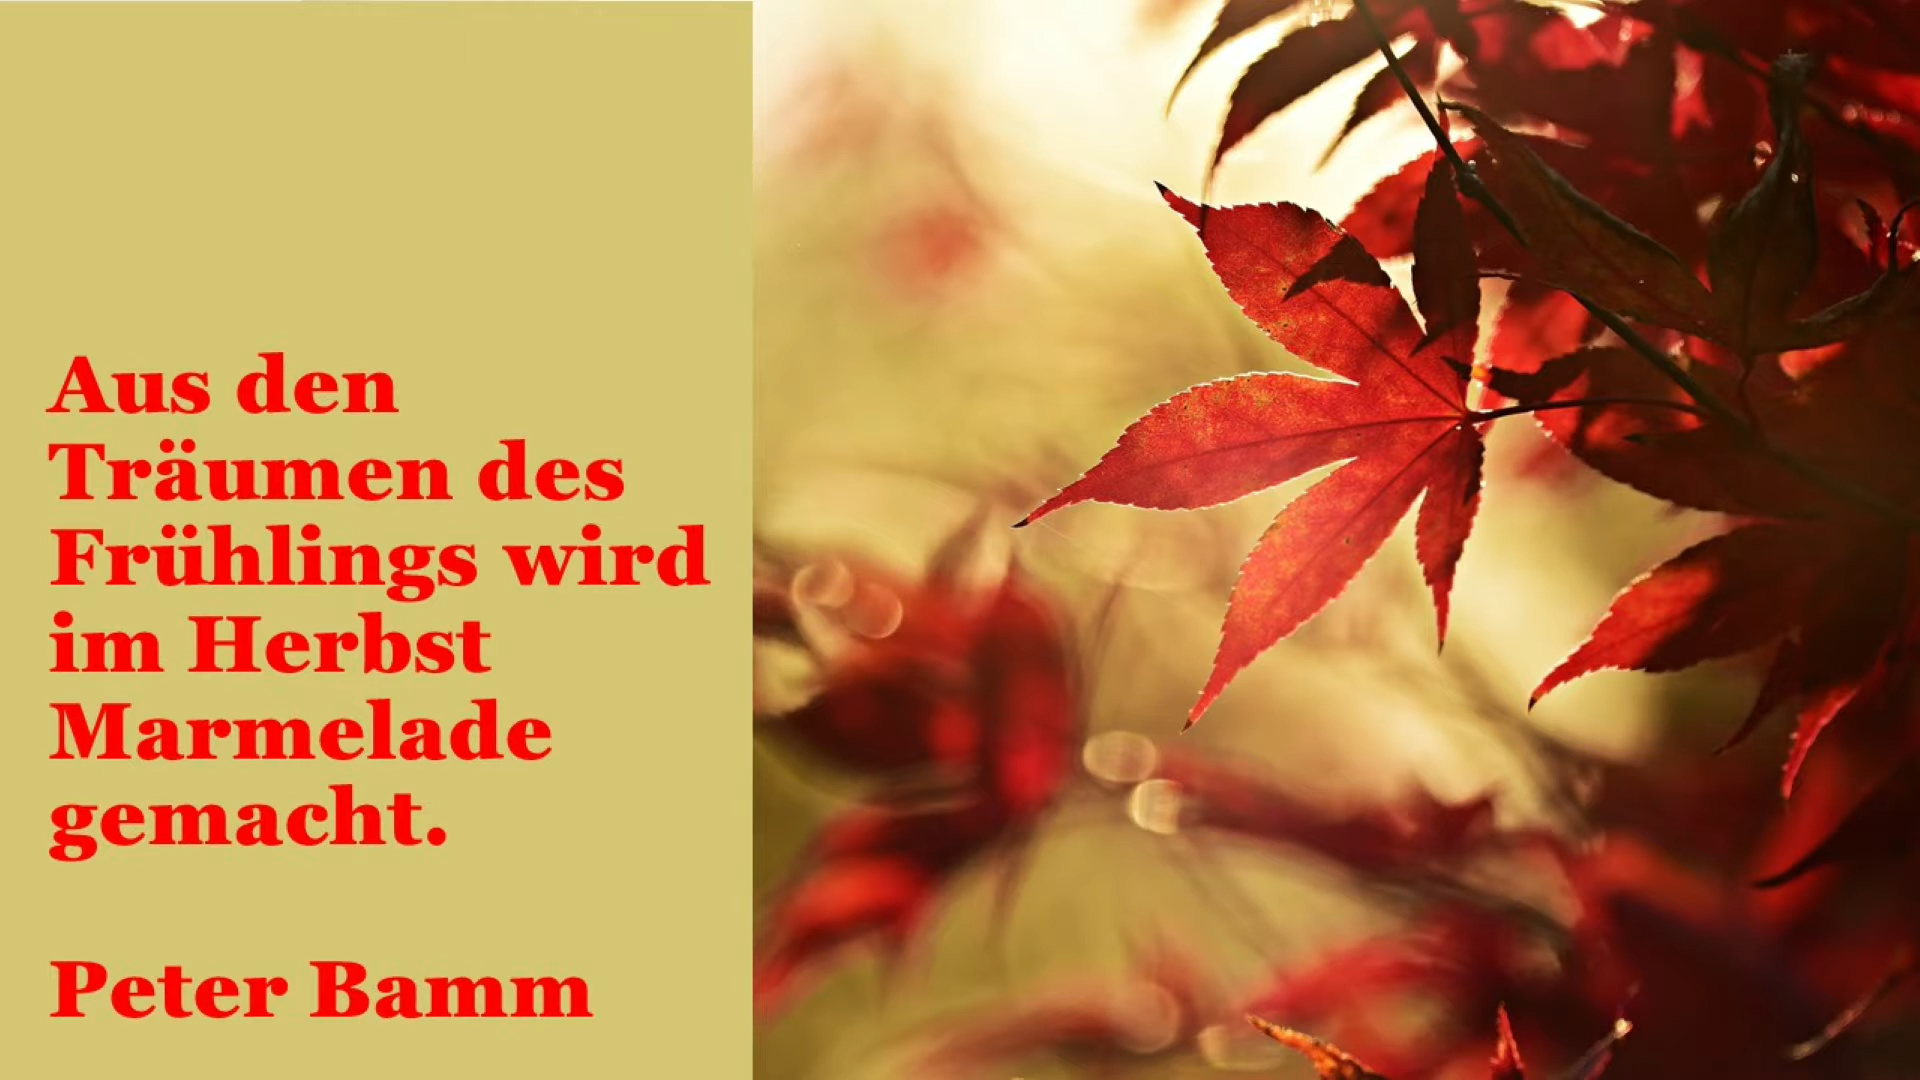 Aus den
Träumen des
Frühlings wird
im Herbst
Marmelade
gemacht.
Peter Bamm